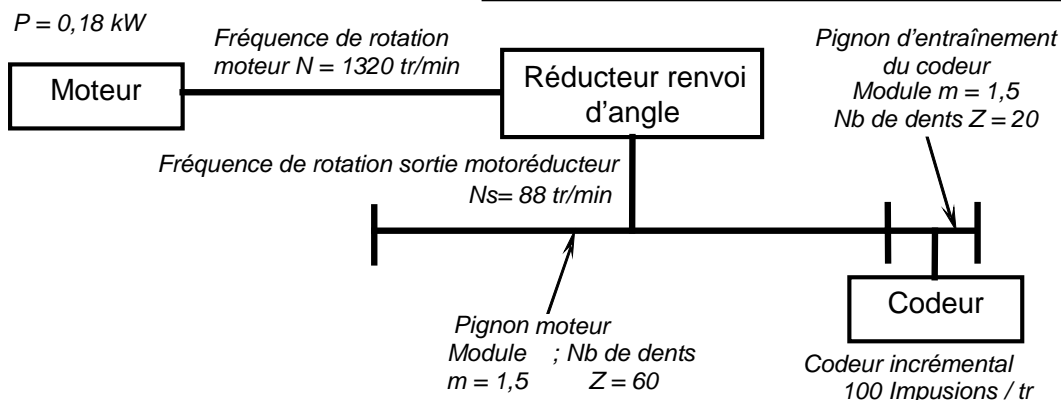 P = 0,18 kW
Fréquence de rotation
moteur N = 1320 tr/min
Moteur
Réducteur renvoi
d'angle
Pignon d'entraînement
du codeur
Module m = 1,5
Nb de dents Z = 20
Fréquence de rotation sortie motoréducteur
Ns= 88 tr/min
Pignon moteur
Module ; Nb de dents
m = 1,5 Z = 60
Codeur
Codeur incrémental
100 Impusions / tr